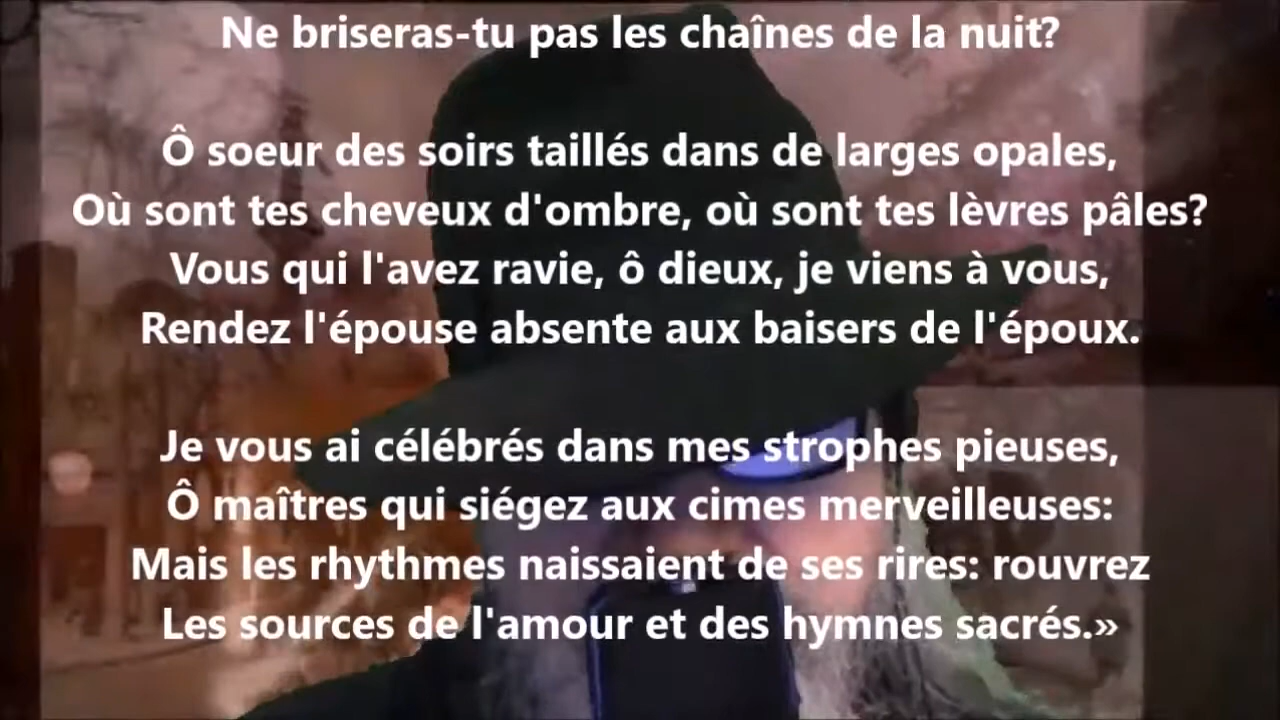 Ne briseras-tu pas les chaînes de la nuit?
Ô soeur des soirs taillés dans de larges opales,
Où sont tes cheveux d'ombre, où sont tes lèvres pâles?
Vous qui l'avez ravie, ô dieux, je viens à vous,
Rendez l'épouse absente aux baisers de l'époux.
Je vous ai célébrés dans mes strophes pieuses,
Ô maîtres qui siégez aux cimes merveilleuses:
Mais les rhythmes naissaient de ses rires: rouvrez
Les sources de l'amour et des hymnes sacrés.»